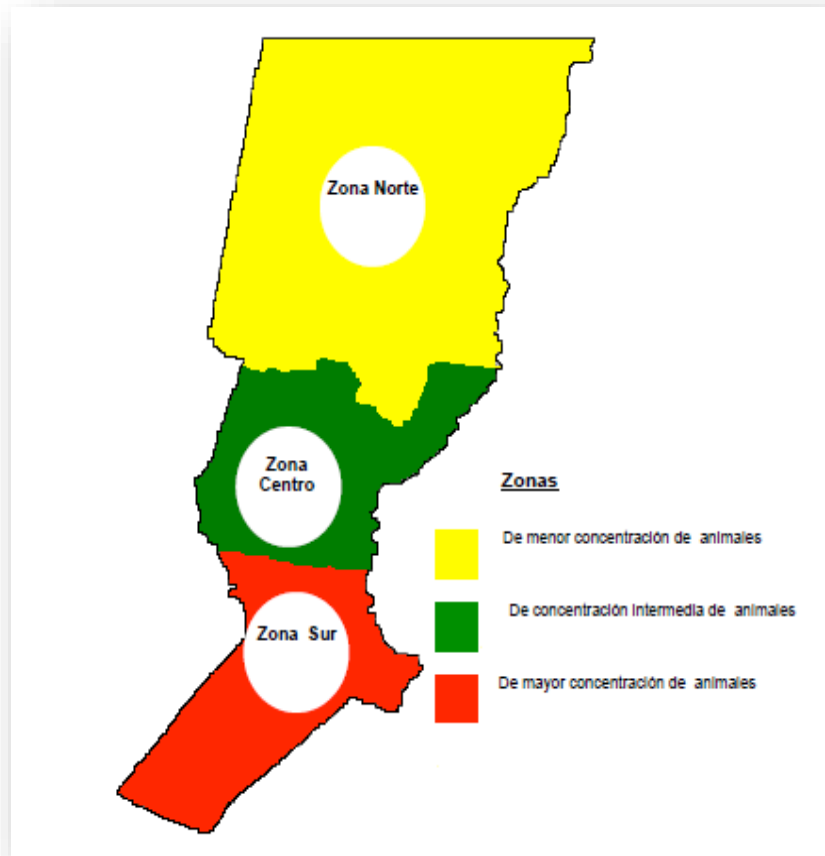 Zona Norte
Zona
Centro
Zona Sur
Zonas
De menor concentración de animales
De concentración intermedia de animales
De mayor concentración de animales